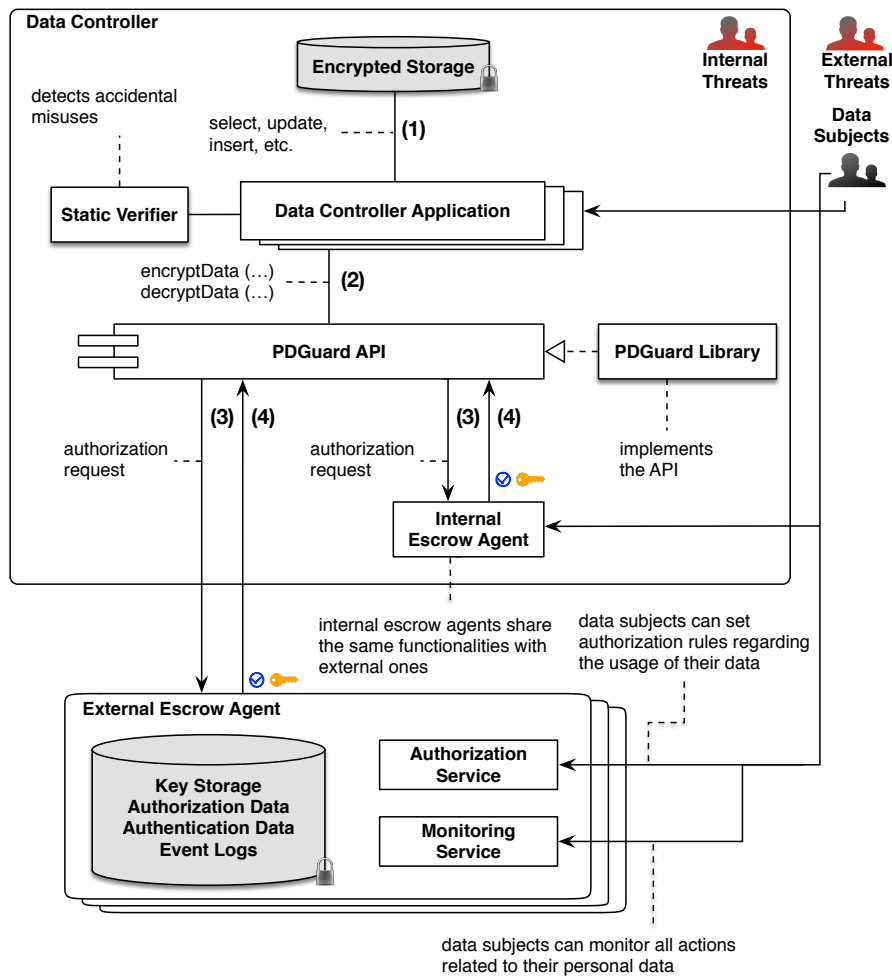 Data Controller
Encrypted Storage
Internal
Threats
External
Threats
Data
Subjects
detects accidental
misuses
select, update,
insert, etc.
(1)
Static Verifier
Data Controller Application
encryptData (…)
decryptData (…)
(2)
PDGuard API
PDGuard Library
(3)
(4)
(3)
(4)
authorization
request
authorization
request
implements
the API
Internal
Escrow Agent
internal escrow agents share
the same functionalities with
external ones
data subjects can set
authorization rules regarding
the usage of their data
External Escrow Agent
Key Storage
Authorization Data
Authentication Data
Event Logs
Authorization
Service
Monitoring
Service
data subjects can monitor all actions
related to their personal data